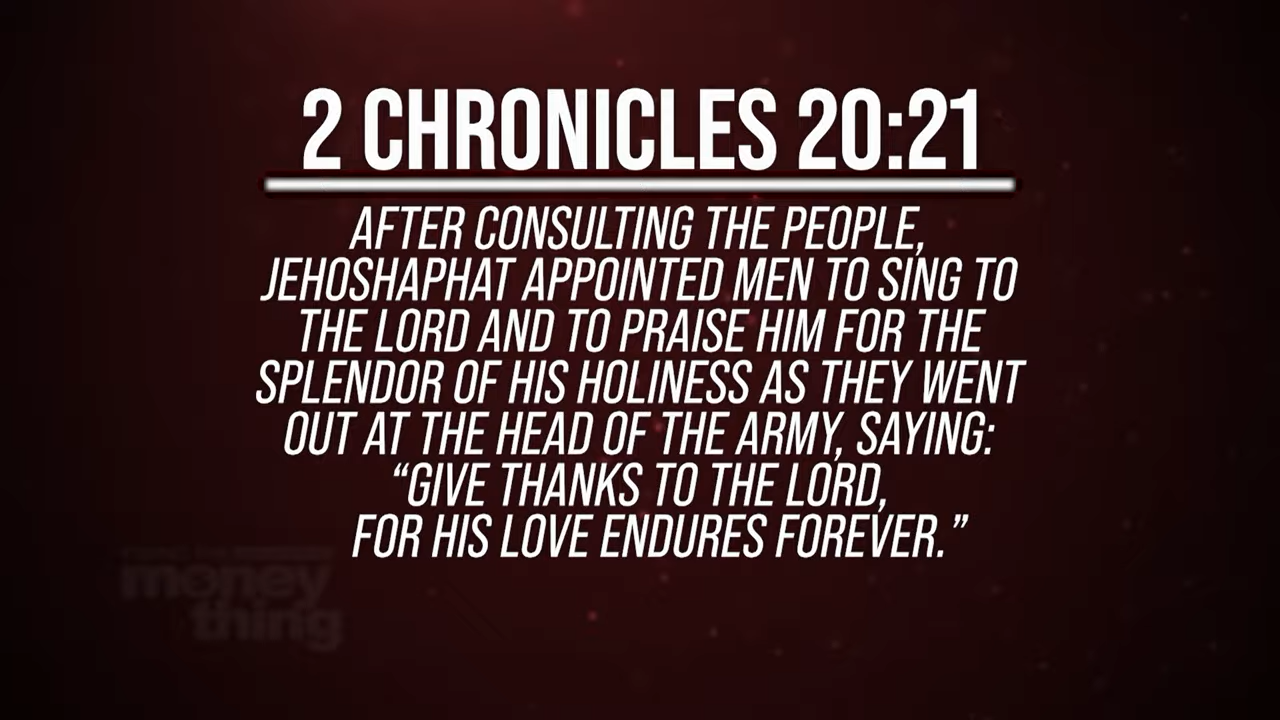 2 CHRONICLES 20:21
AFTER CONSULTING THE PEOPLE,
JEHOSHAPHAT APPOINTED MEN TO SING TO
THE LORD AND TO PRAISE HIM FOR THE
SPLENDOR OF HIS HOLINESS AS THEY WENT
OUT AT THE HEAD OF THE ARMY, SAYING:
“GIVE THANKS TO THE LORD,
FOR HIS LOVE ENDURES FOREVER.”
money
thing